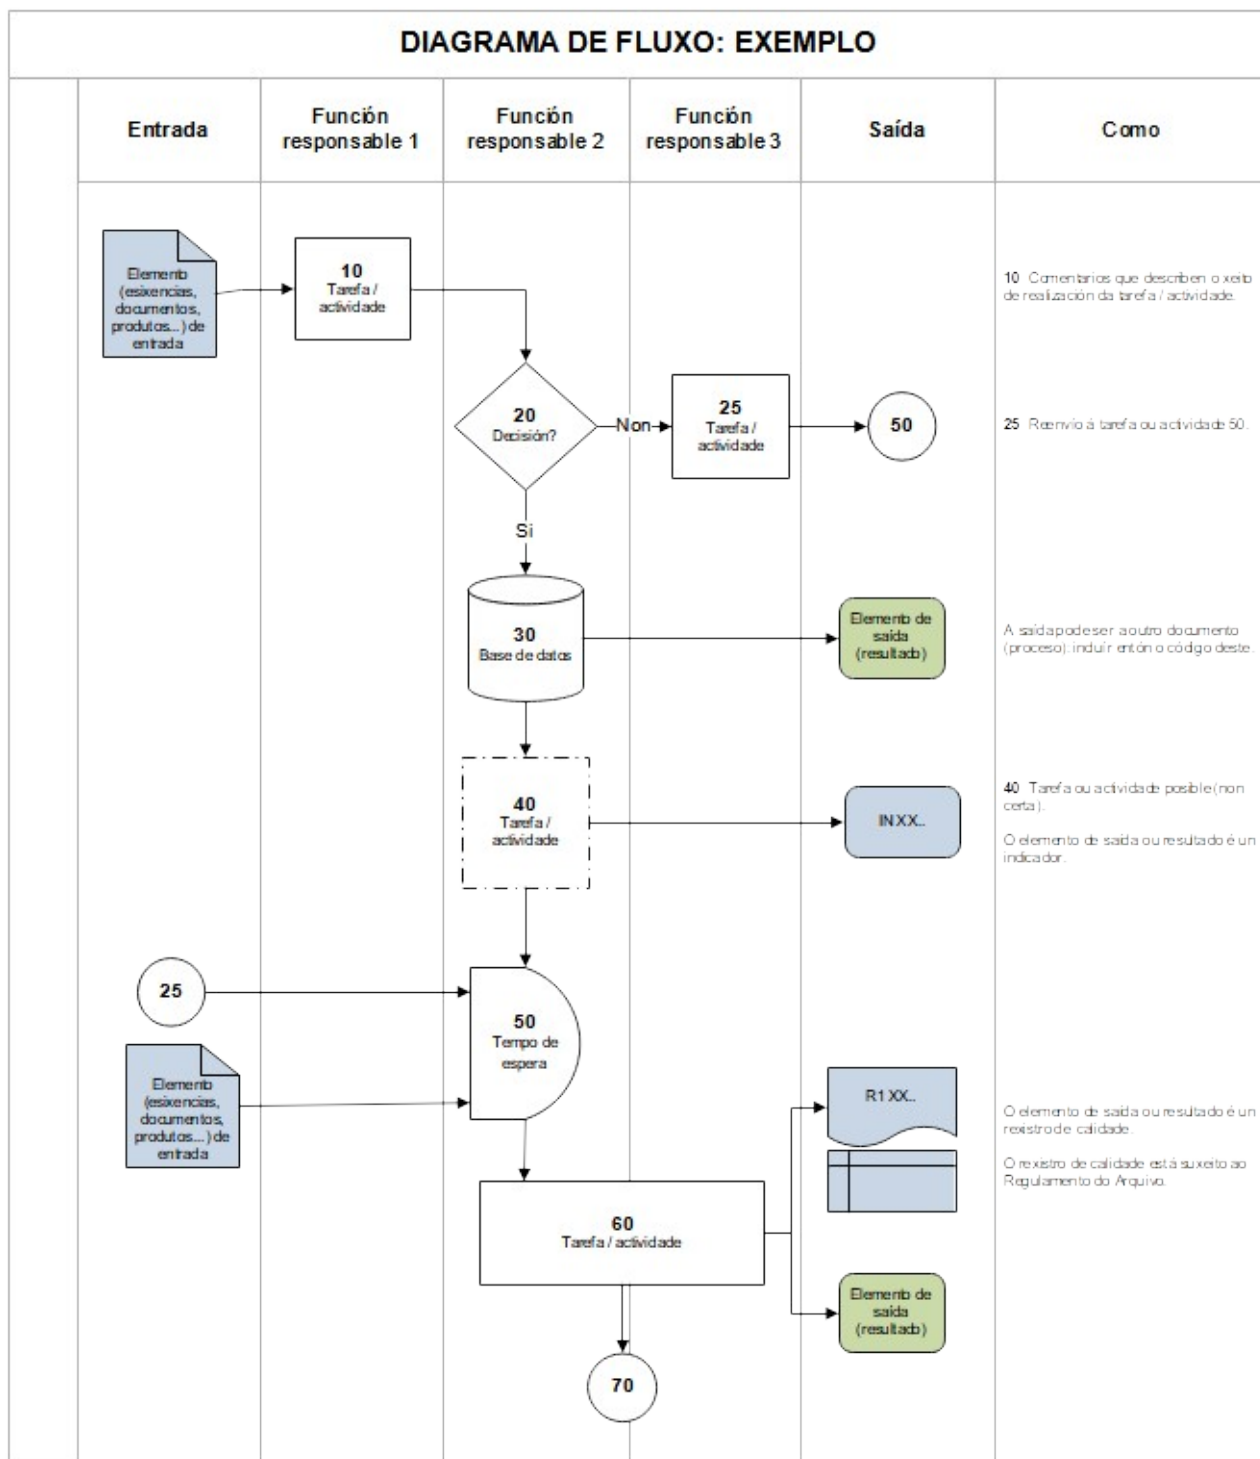 DIAGRAMA DE FLUXO: EXEMPLO
Entrada
Función
responsable 1
Función
responsable 2
Función
responsable 3
Saída
Como
Elemento
(esixencias,
documentos,
produtos...) de
entrada
10
Tarefa /
actividade
10 Comentarios que describen o xeito
de realización da tarefa / actividade.
20
Decisión?
Non
25
Tarefa /
actividade
50
25 Reenvío á tarefa ou actividade 50.
Si
30
Base de datos
Elemento de
saída
(resultado)
A saída pode ser a outro documento
(proceso): incluír entón o código deste.
40
Tarefa /
actividade
IN XX..
40 Tarefa ou actividade posible (non
certa).
O elemento de saída ou resultado é un
indicador.
25
50
Tempo de
espera
Elemento
(esixencias,
documentos,
produtos...) de
entrada
R1 XX..
O elemento de saída ou resultado é un
rexistro de calidade.
O rexistro de calidade está suxeito ao
Regulamento do Arquivo.
60
Tarefa / actividade
Elemento de
saída
(resultado)
70